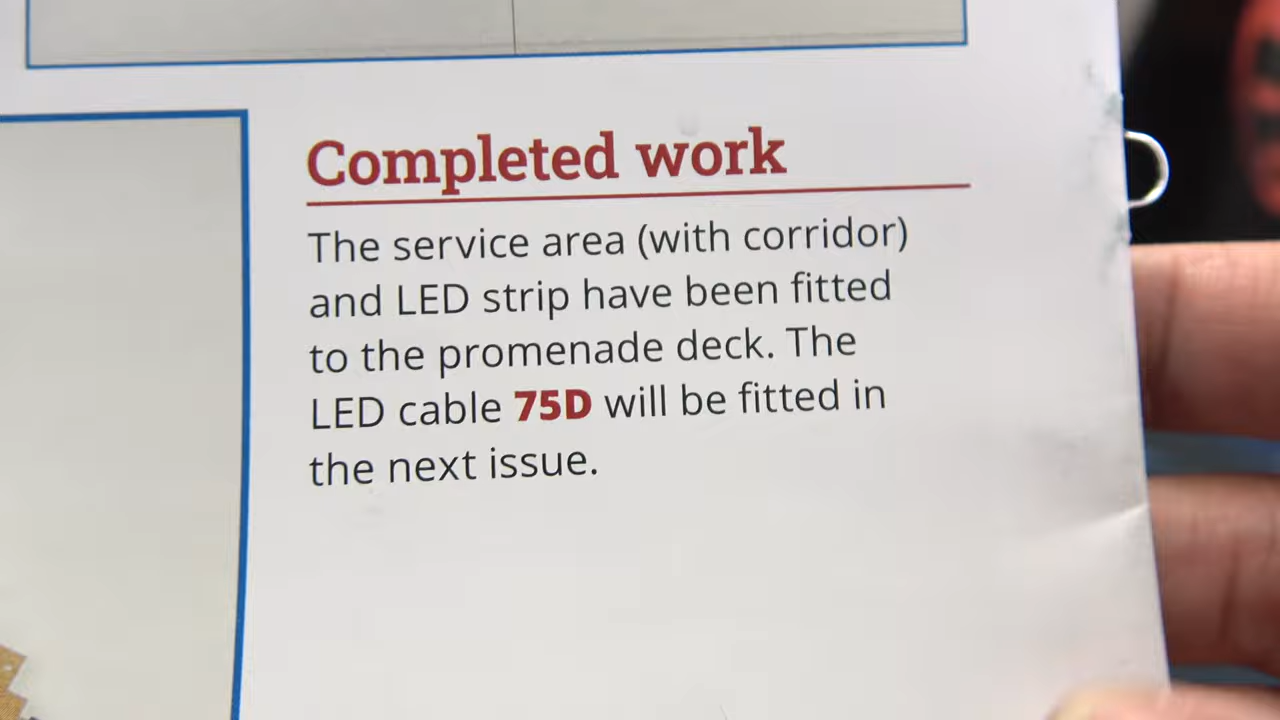 Completed work
The service area (with corridor)
and LED strip have been fitted
to the promenade deck. The
LED cable 75D will be fitted in
the next issue.